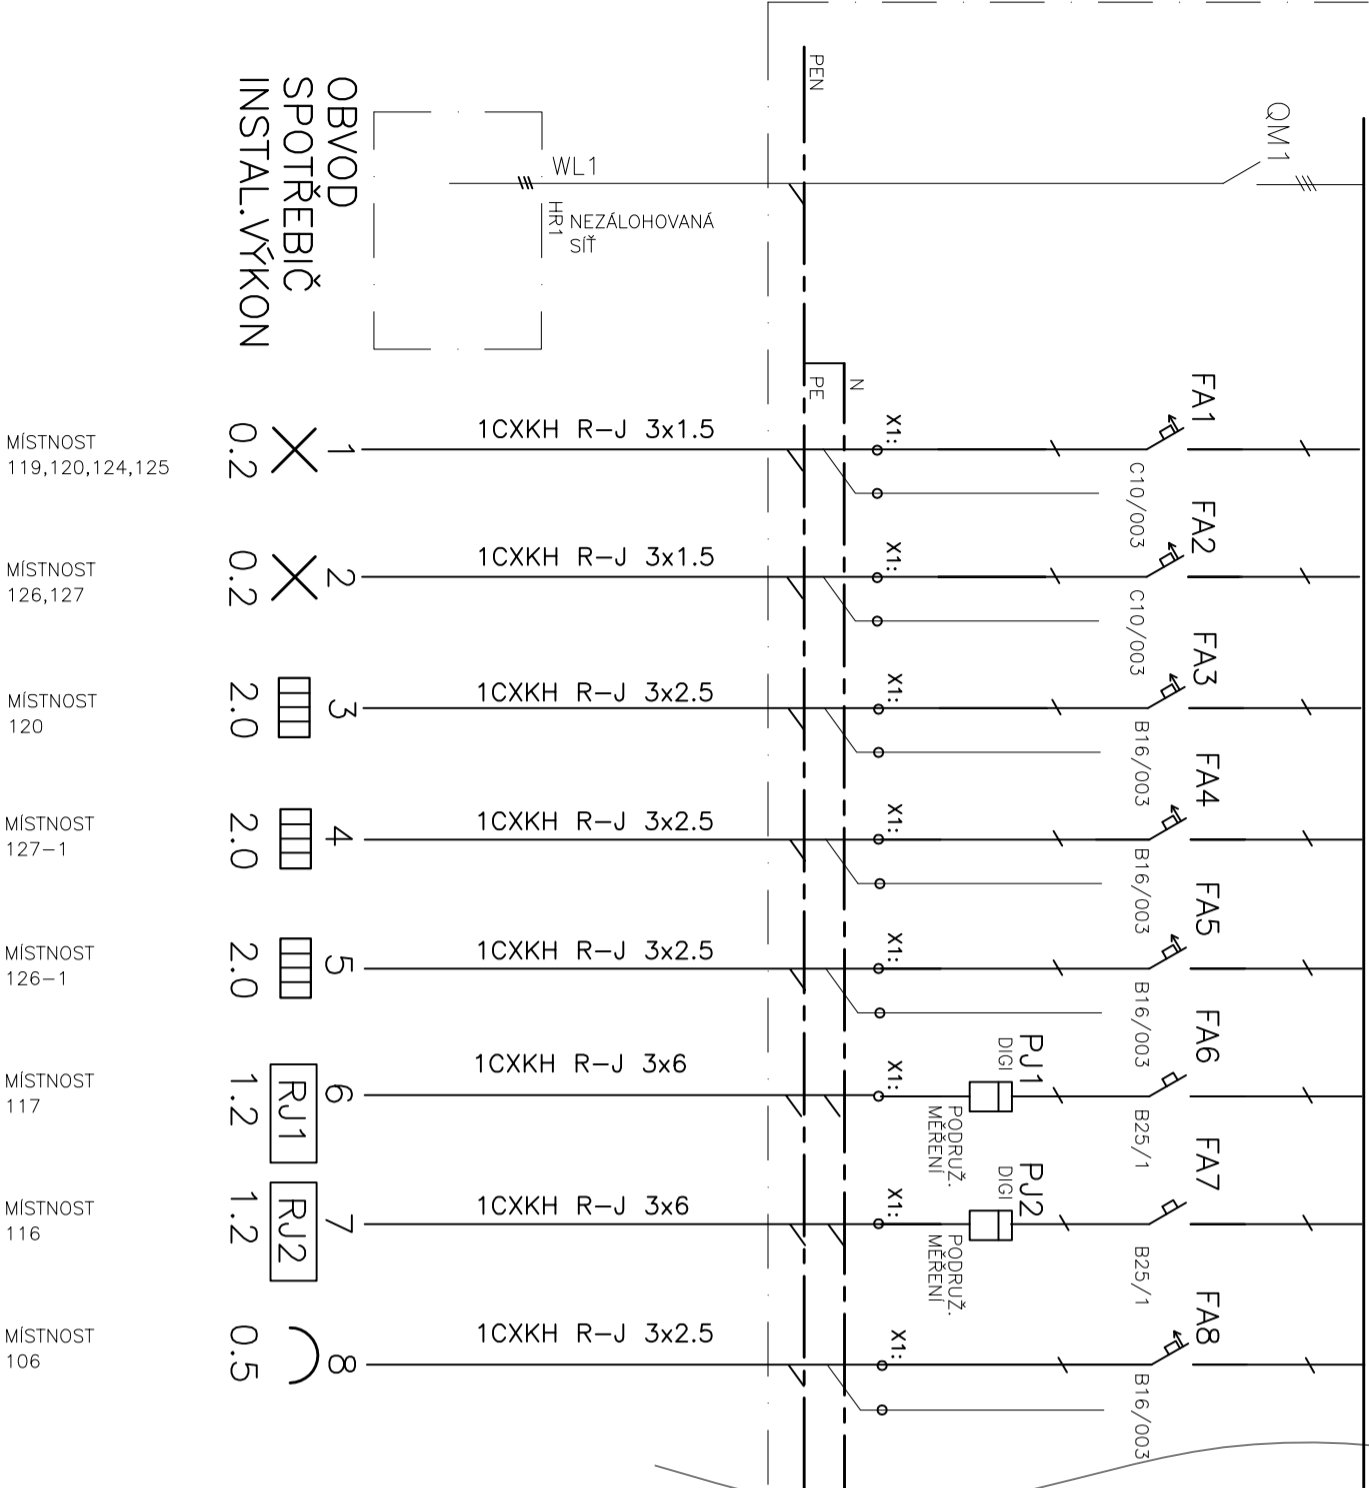 PEN
QM1
WL1
HR1
NEZÁLOHOVANÁ
SÍŤ
OBVOD
SPOTŘEBIČ
INSTAL.VÝKON
PE
N
MÍSTNOST
119,120,124,125
0.2
1
1CXKH R-J 3x1.5
X1:
C10/003
FA1
MÍSTNOST
126,127
0.2
2
1CXKH R-J 3x1.5
X1:
C10/003
FA2
MÍSTNOST
120
2.0
3
1CXKH R-J 3x2.5
X1:
B16/003
FA3
MÍSTNOST
127-1
2.0
4
1CXKH R-J 3x2.5
X1:
B16/003
FA4
MÍSTNOST
126-1
2.0
5
1CXKH R-J 3x2.5
X1:
B16/003
FA5
MÍSTNOST
117
1.2
RJ1
6
1CXKH R-J 3x6
X1:
PJ1
DIGI
PODRUŽ.
MĚŘENÍ
B25/1
FA6
MÍSTNOST
116
1.2
RJ2
7
1CXKH R-J 3x6
X1:
PJ2
DIGI
PODRUŽ.
MĚŘENÍ
B25/1
FA7
MÍSTNOST
106
0.5
8
1CXKH R-J 3x2.5
X1:
B16/003
FA8